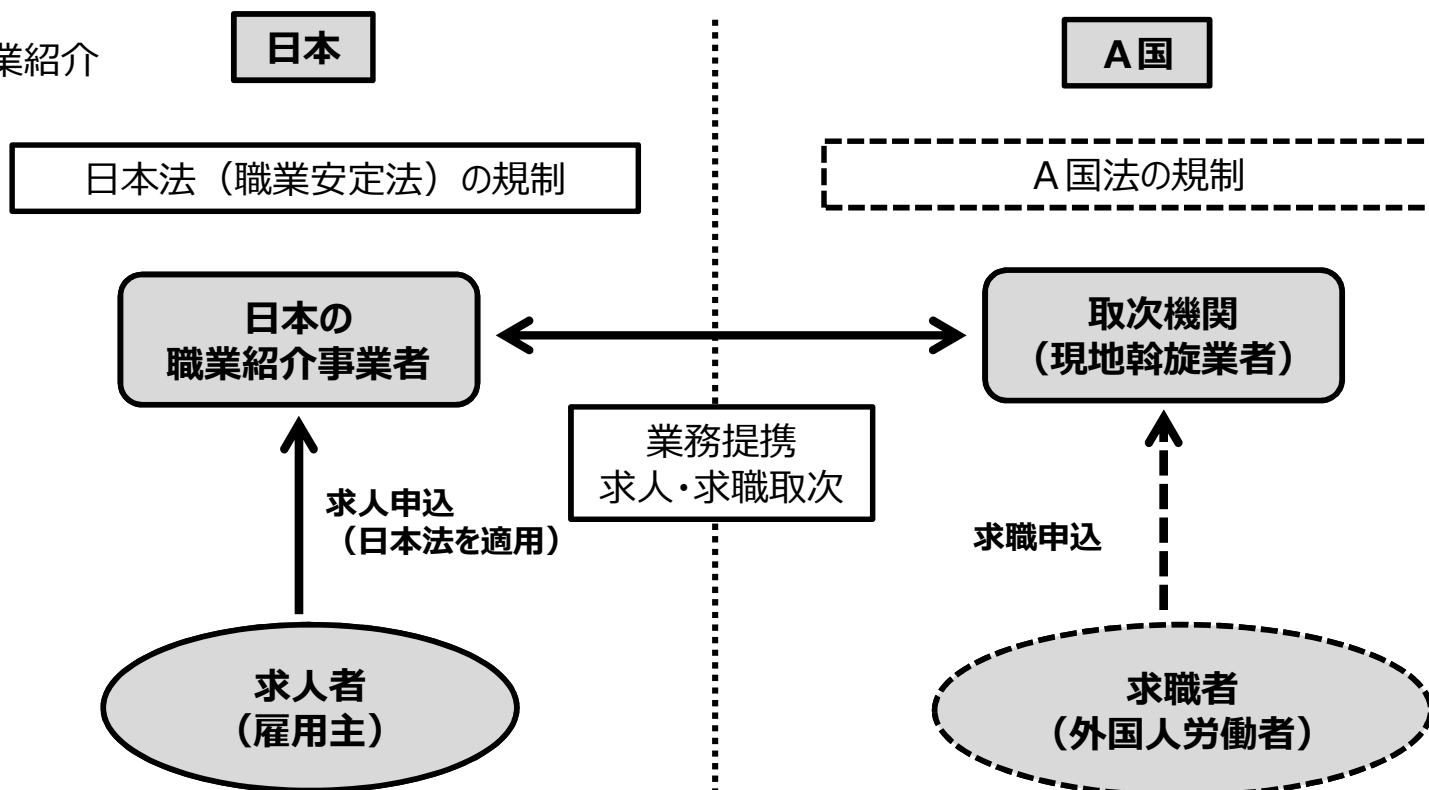 業紹介
日本
A国
日本法（職業安定法）の規制
A国法の規制
日本の
職業紹介事業者
取次機関
（現地斡旋業者）
業務提携
求人・求職取次
求人申込
（日本法を適用）
求職申込
求人者
（雇用主）
求職者
（外国人労働者）